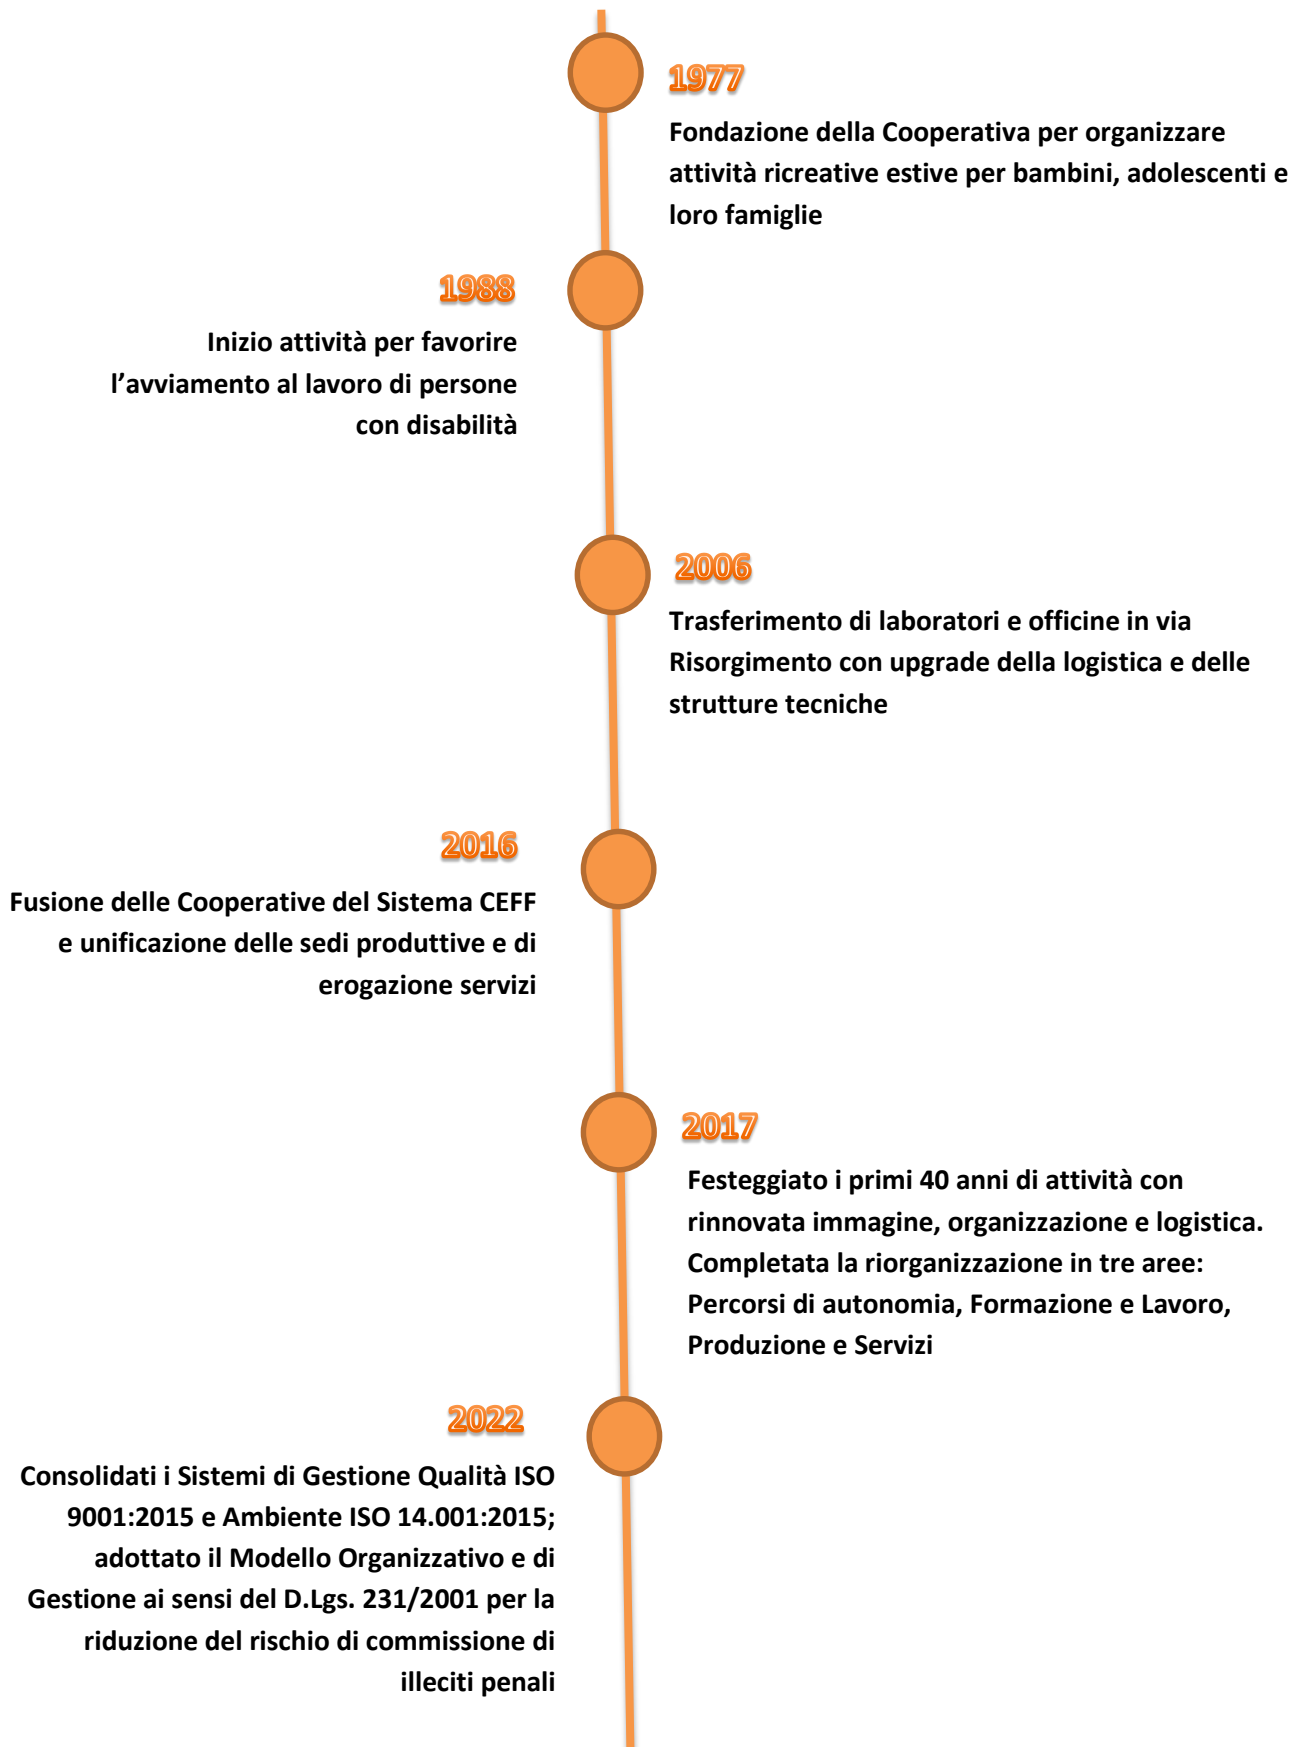 1977
Fondazione della Cooperativa per organizzare
attività ricreative estive per bambini, adolescenti e
loro famiglie
1988
Inizio attività per favorire
l’avviamento al lavoro di persone
con disabilità
2006
Trasferimento di laboratori e officine in via
Risorgimento con upgrade della logistica e delle
strutture tecniche
2016
Fusione delle Cooperative del Sistema CEFF
e unificazione delle sedi produttive e di
erogazione servizi
2017
Festeggiato i primi 40 anni di attività con
rinnovata immagine, organizzazione e logistica.
Completata la riorganizzazione in tre aree:
Percorsi di autonomia, Formazione e Lavoro,
Produzione e Servizi
2022
Consolidati i Sistemi di Gestione Qualità ISO
9001:2015 e Ambiente ISO 14.001:2015;
adottato il Modello Organizzativo e di
Gestione ai sensi del D.Lgs. 231/2001 per la
riduzione del rischio di commissione di
illeciti penali